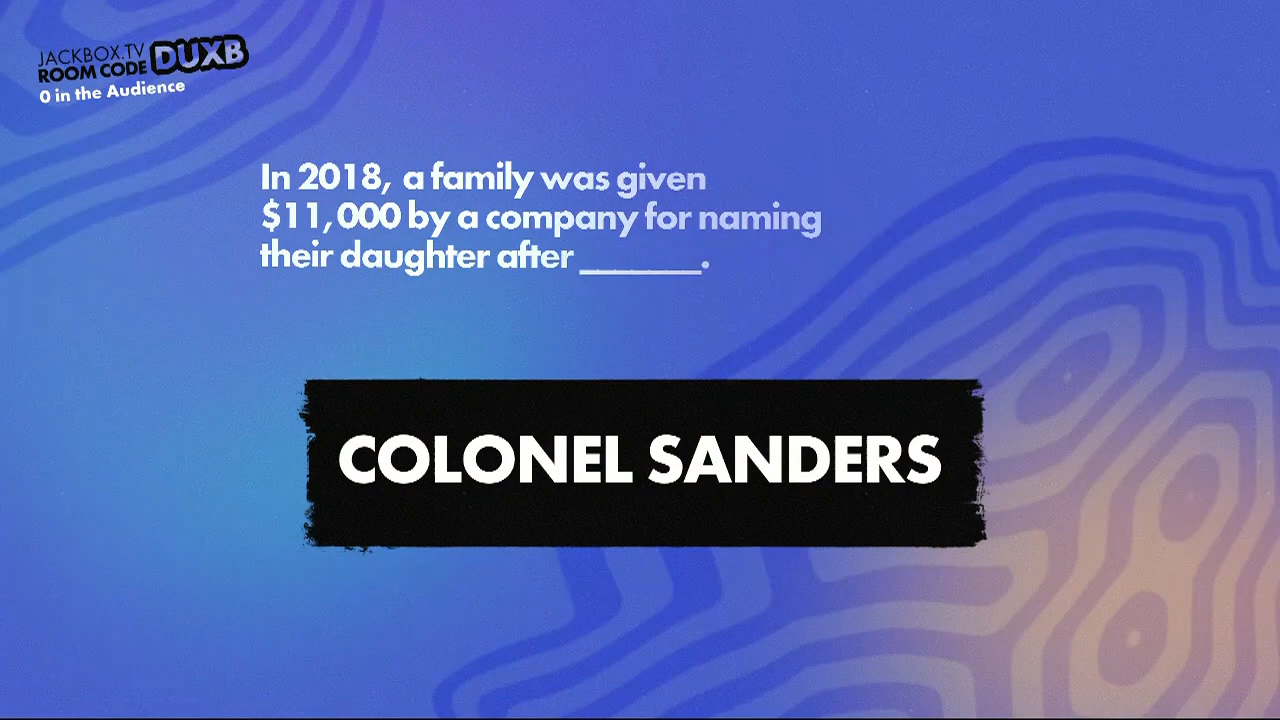 JACKBOX.TV
ROOM CODE DUXB
0 in the Audience
In 2018, a family was given
$11,000 by a company for naming
their daughter after ________.
COLONEL SANDERS